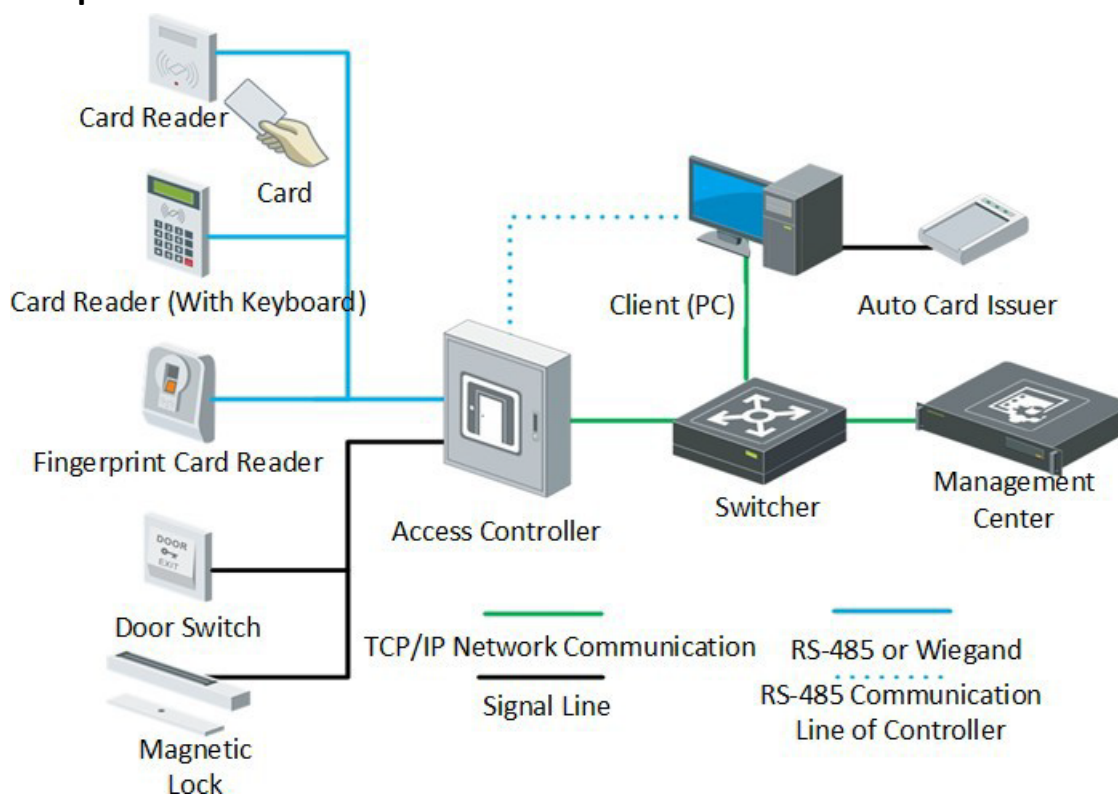 Card Reader
Card
Card Reader (With Keyboard)
Client (PC)
Auto Card Issuer
Fingerprint Card Reader
Access Controller
Switcher
Management
Center
DOOR
EXIT
Door Switch
TCP/IP Network Communication
RS-485 or Wiegand
Signal Line
RS-485 Communication
Line of Controller
Magnetic
Lock